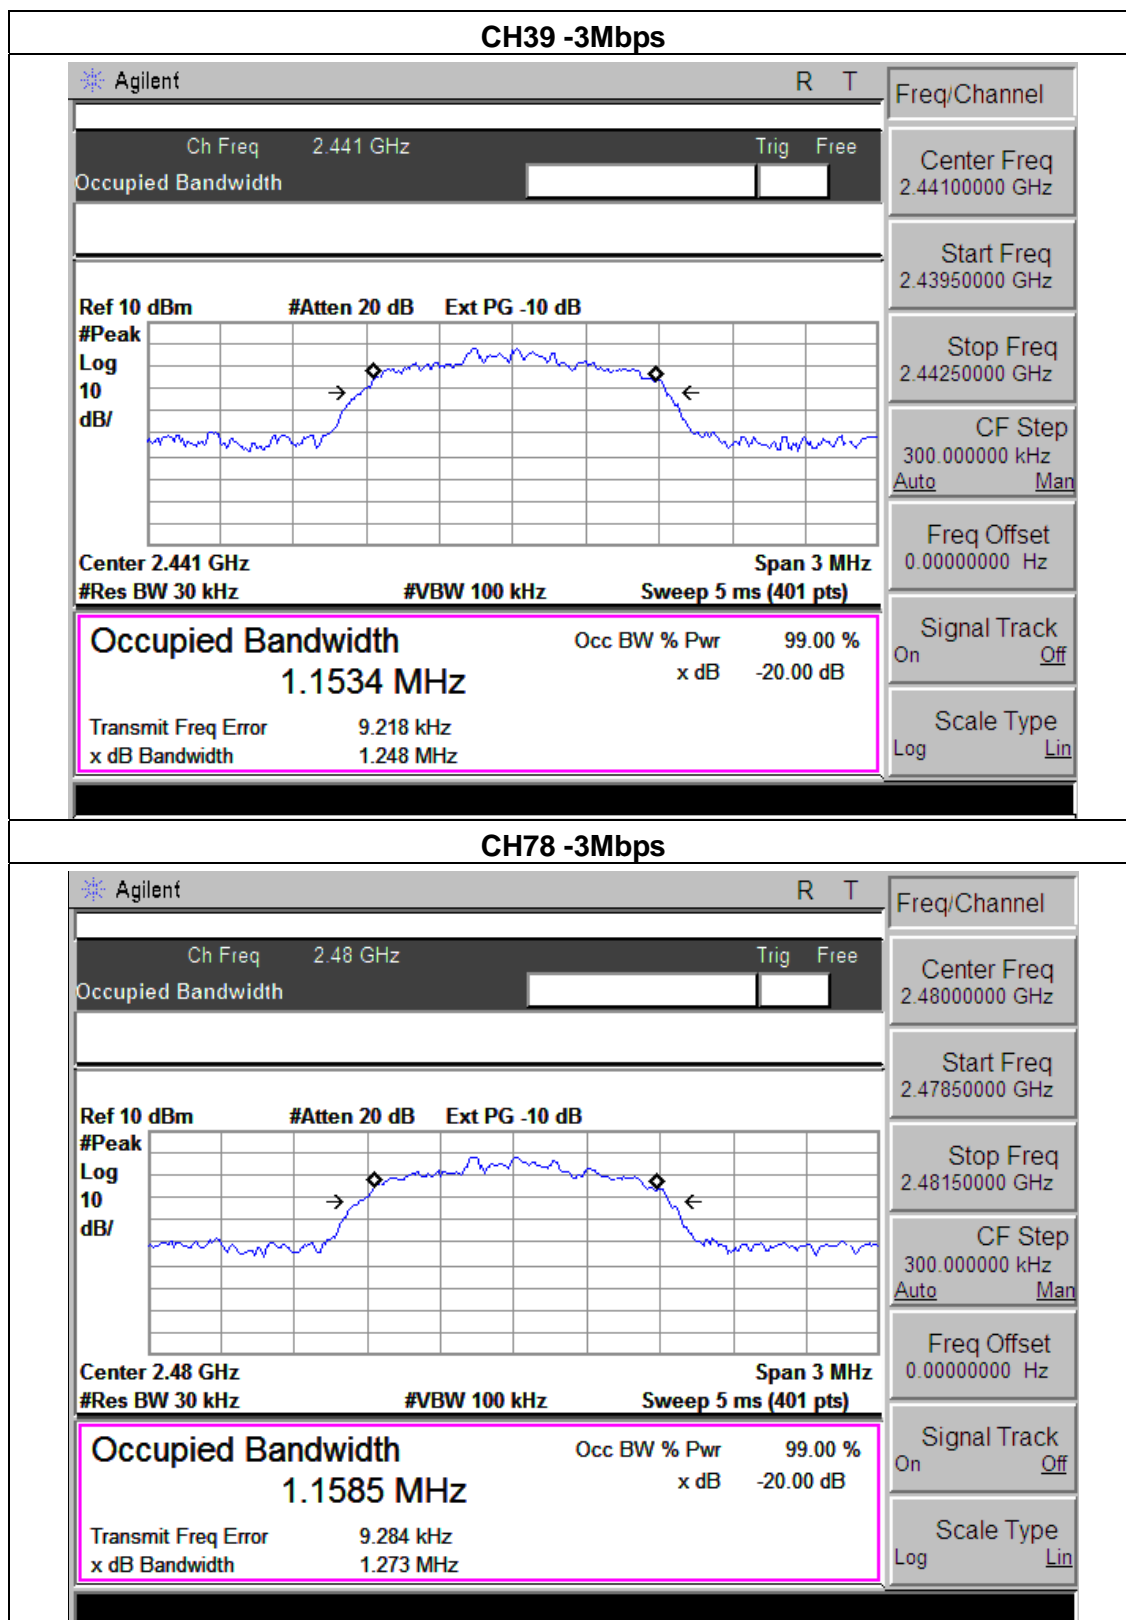 CH39 -3Mbps
Agilent R T
Freq/Channel
Ch Freq 2.441 GHz Trig Free
Occupied Bandwidth
Center Freq
2.44100000 GHz
Start Freq
2.43950000 GHz
Stop Freq
2.44250000 GHz
CF Step
300.000000 kHz
Auto Man
Freq Offset
0.00000000 Hz
Signal Track
On Off
Scale Type
Log Lin
Ref 10 dBm #Atten 20 dB Ext PG -10 dB
#Peak
Log
10
dB/
Center 2.441 GHz Span 3 MHz
#Res BW 30 kHz #VBW 100 kHz Sweep 5 ms (401 pts)
Occupied Bandwidth Occ BW % Pwr 99.00 %
1.1534 MHz x dB -20.00 dB
Transmit Freq Error 9.218 kHz
x dB Bandwidth 1.248 MHz
CH78 -3Mbps
Agilent R T
Freq/Channel
Ch Freq 2.48 GHz Trig Free
Occupied Bandwidth
Center Freq
2.48000000 GHz
Start Freq
2.47850000 GHz
Stop Freq
2.48150000 GHz
CF Step
300.000000 kHz
Auto Man
Freq Offset
0.00000000 Hz
Signal Track
On Off
Scale Type
Log Lin
Ref 10 dBm #Atten 20 dB Ext PG -10 dB
#Peak
Log
10
dB/
Center 2.48 GHz Span 3 MHz
#Res BW 30 kHz #VBW 100 kHz Sweep 5 ms (401 pts)
Occupied Bandwidth Occ BW % Pwr 99.00 %
1.1585 MHz x dB -20.00 dB
Transmit Freq Error 9.284 kHz
x dB Bandwidth 1.273 MHz